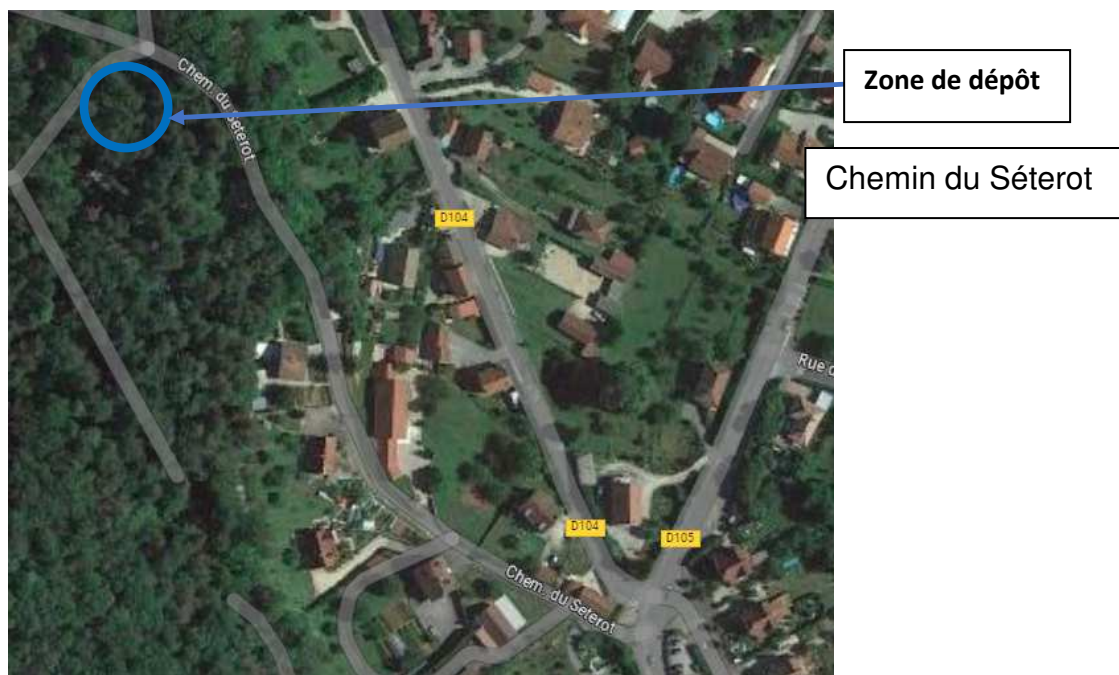 Chem. du Séterot
Zone de dépôt
Chemin du Séterot
D104
Rue d
D104
D105
Chem. du Séterot